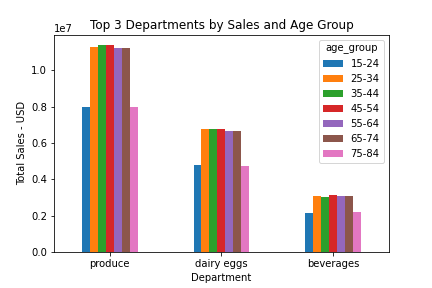 Top 3 Departments by Sales and Age Group
1e7
age_group
15-24
25-34
35-44
45-54
55-64
65-74
75-84
1.0
0.8
0.6
0.4
0.2
0.0
Total Sales - USD
produce
dairy eggs
beverages
Department